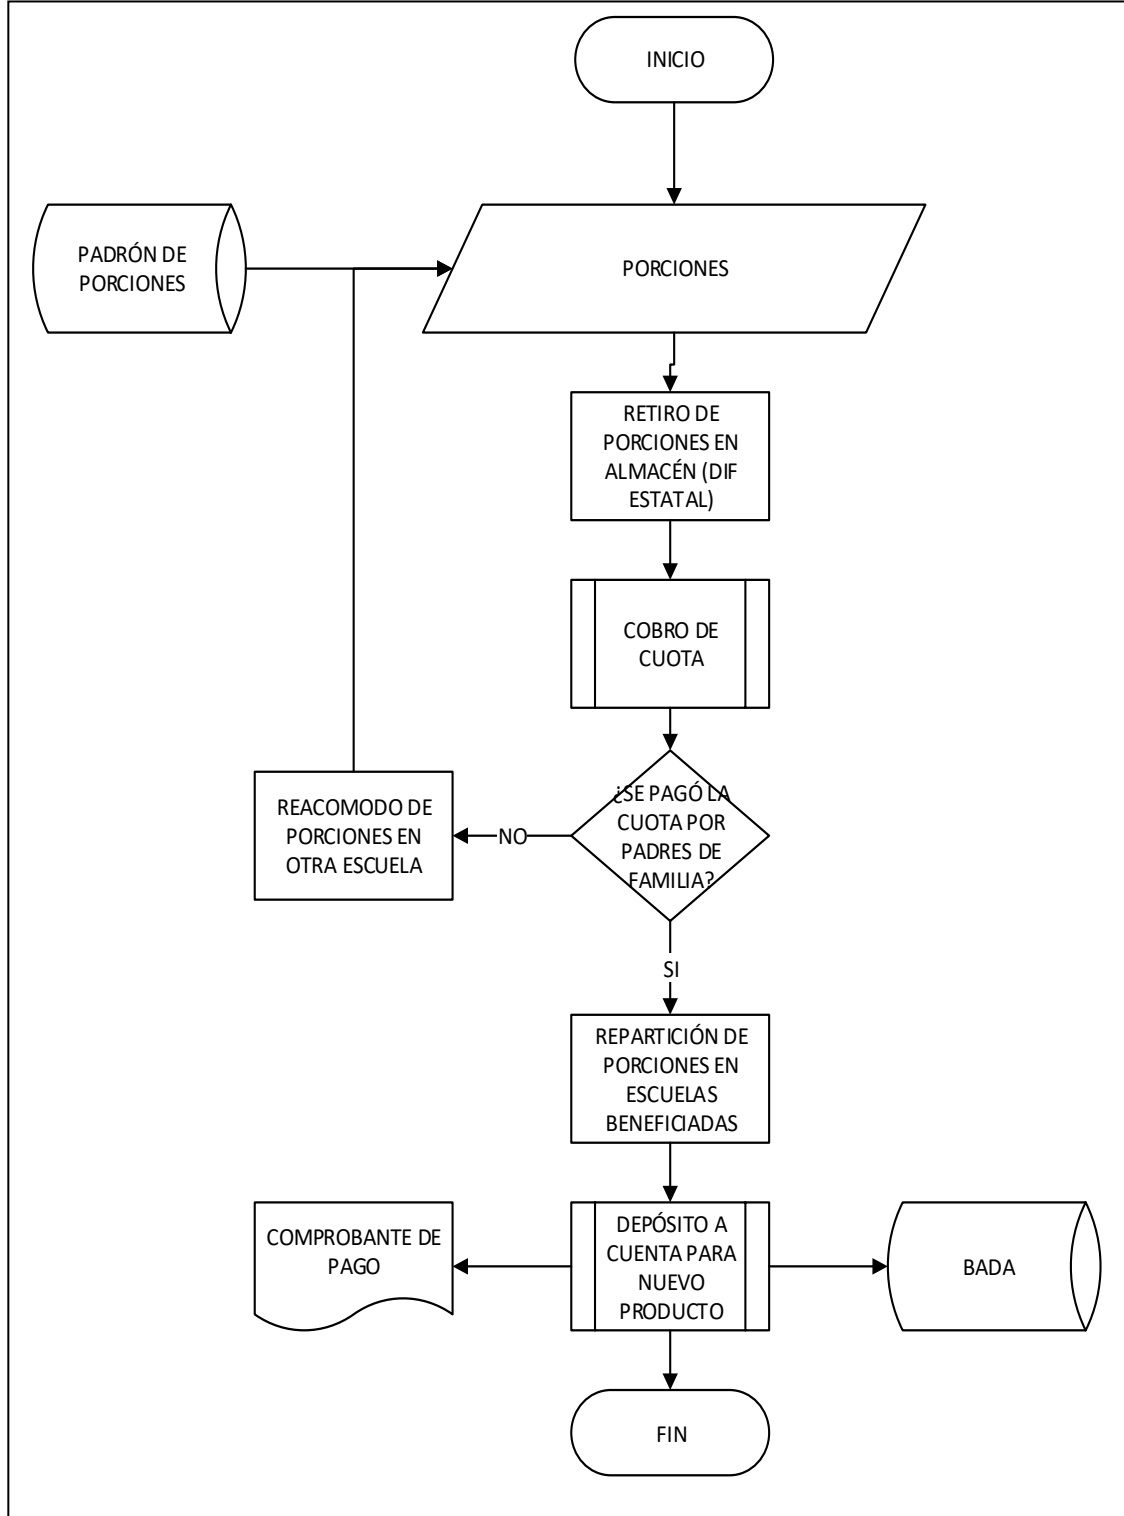 INICIO
PADRÓN DE
PORCIONES
PORCIONES
RETIRO DE
PORCIONES EN
ALMACÉN (DIF
ESTATAL)
COBRO DE
CUOTA
¿SE PAGÓ LA
CUOTA POR
PADRES DE
FAMILIA?
NO
REACOMODO DE
PORCIONES EN
OTRA ESCUELA
SI
REPARTICIÓN DE
PORCIONES EN
ESCUELAS
BENEFICIADAS
COMPROBANTE DE
PAGO
DEPÓSITO A
CUENTA PARA
NUEVO
PRODUCTO
BADA
FIN